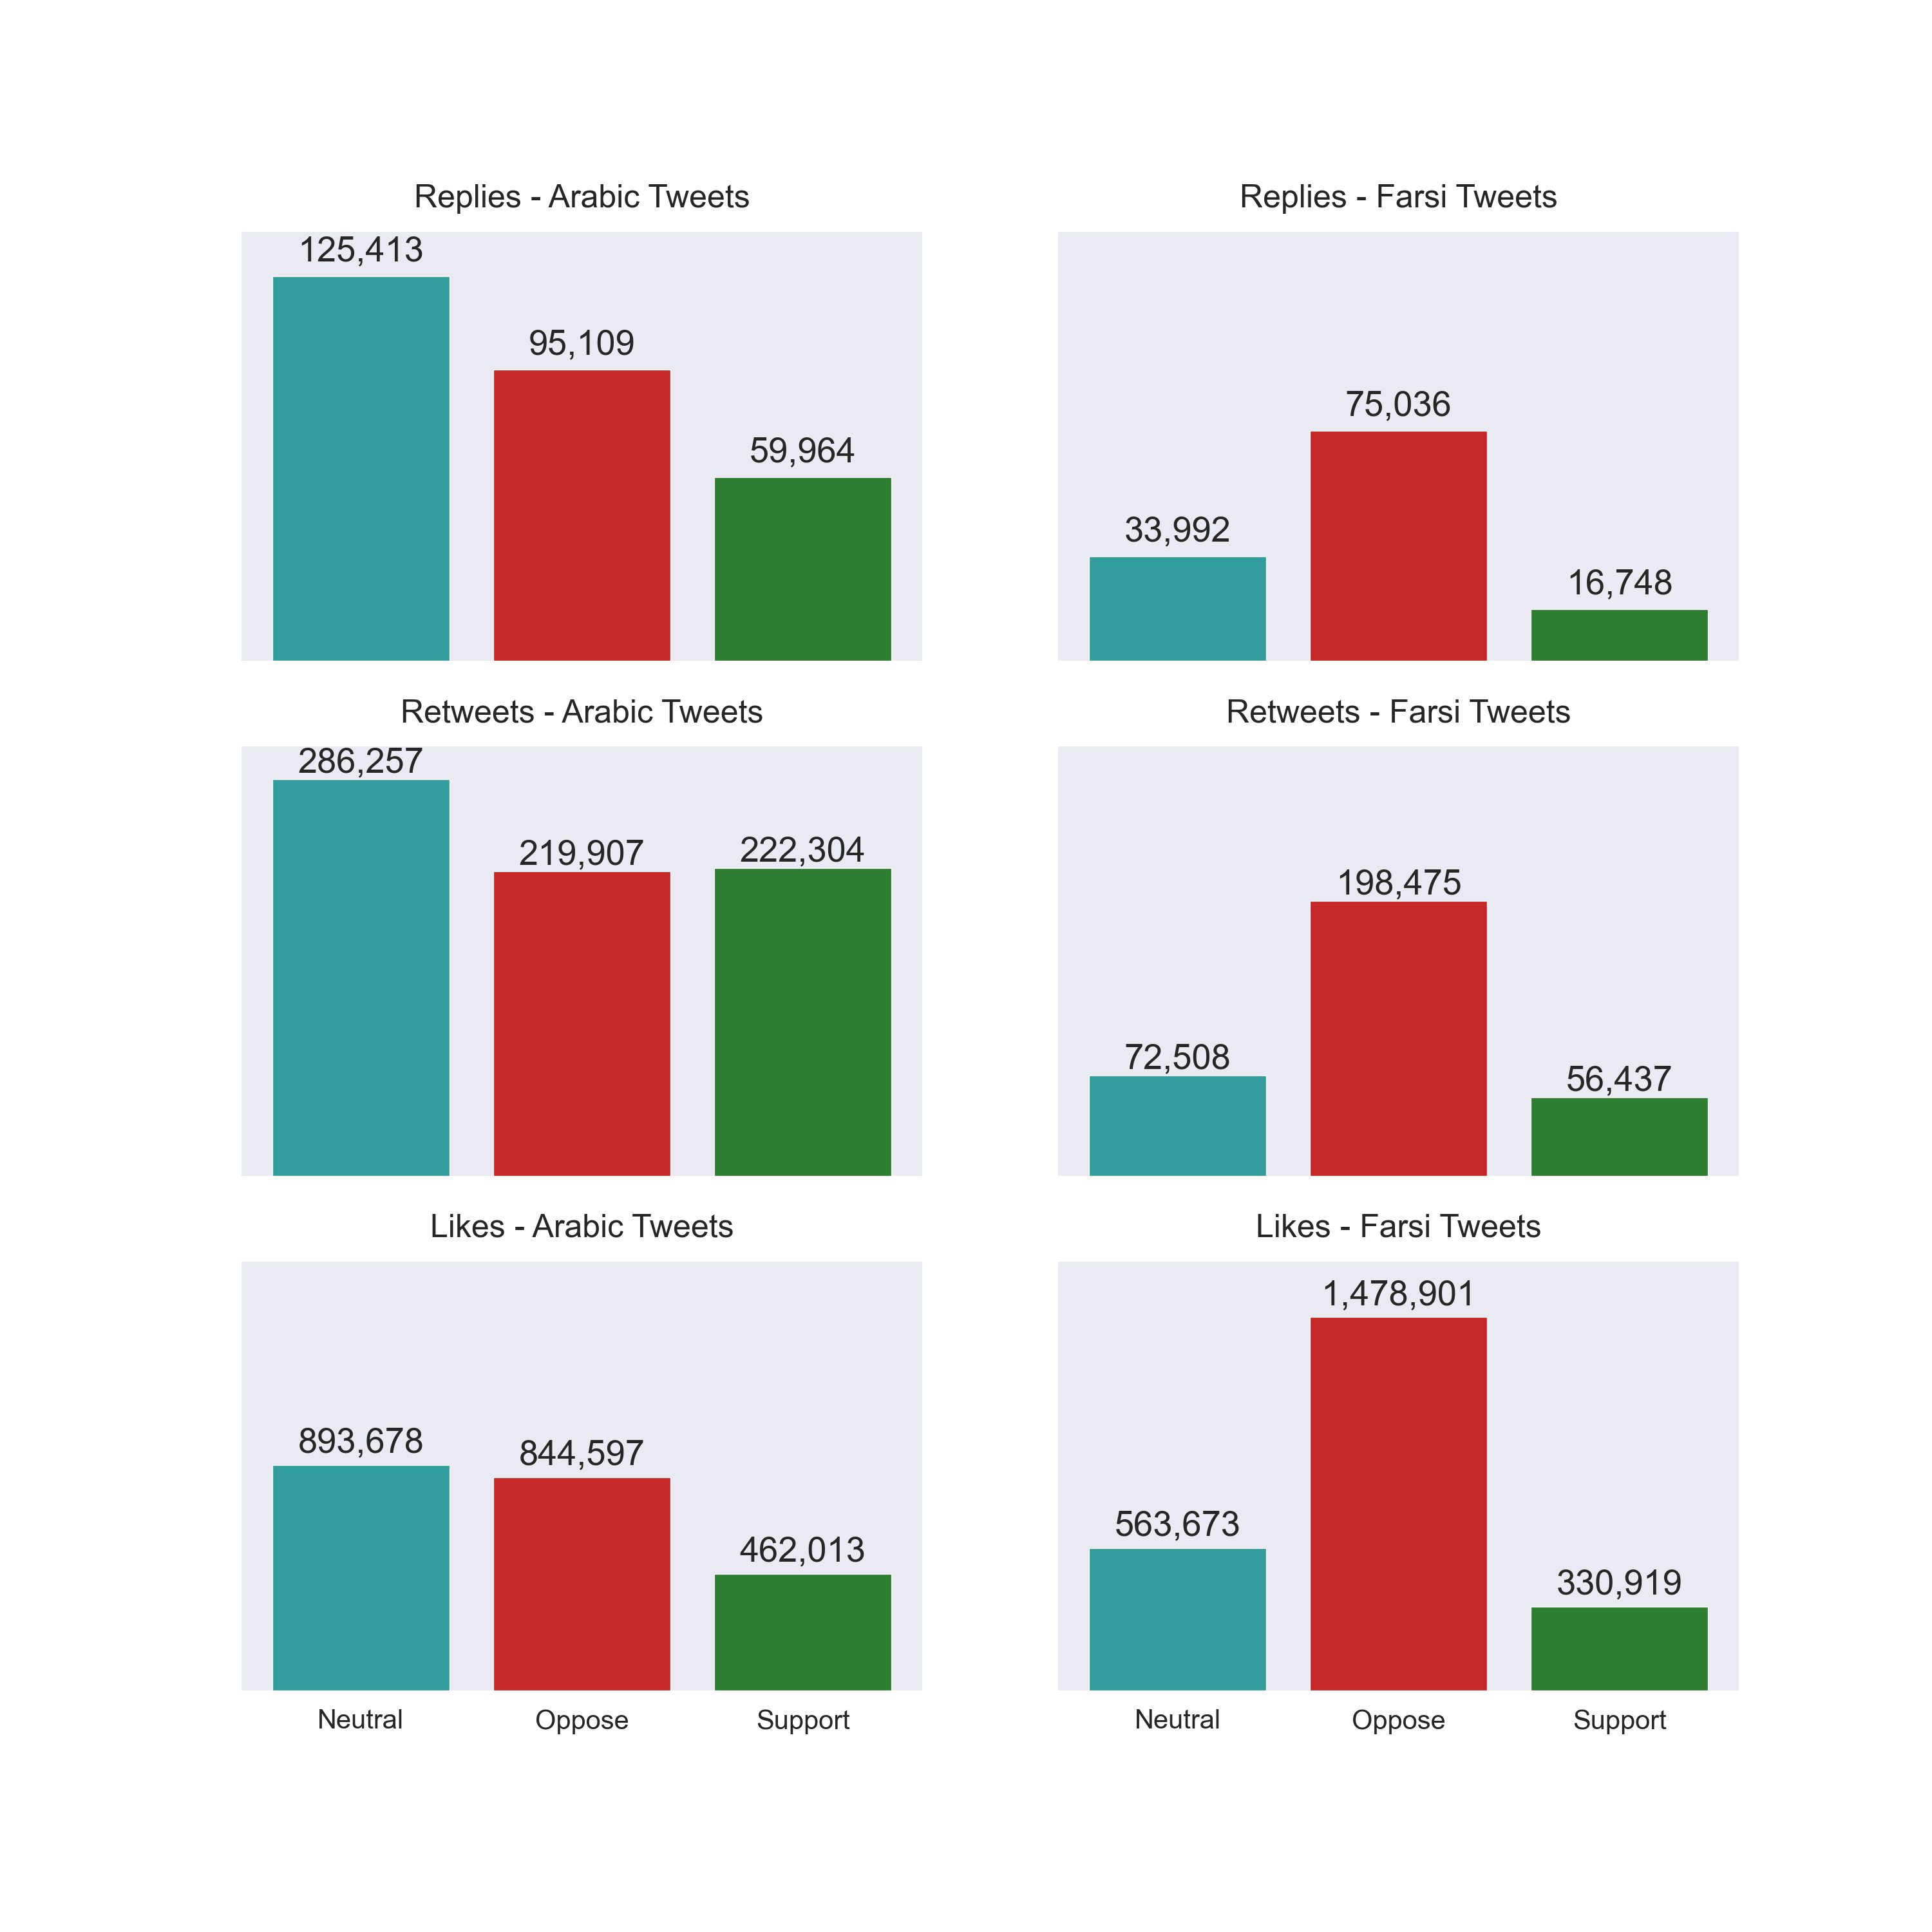 Replies - Arabic Tweets
125,413
95,109
59,964
Replies - Farsi Tweets
33,992
75,036
16,748
Retweets - Arabic Tweets
286,257
219,907
222,304
Retweets - Farsi Tweets
72,508
198,475
56,437
Likes - Arabic Tweets
893,678
844,597
462,013
Neutral Oppose Support
Likes - Farsi Tweets
563,673
1,478,901
330,919
Neutral Oppose Support